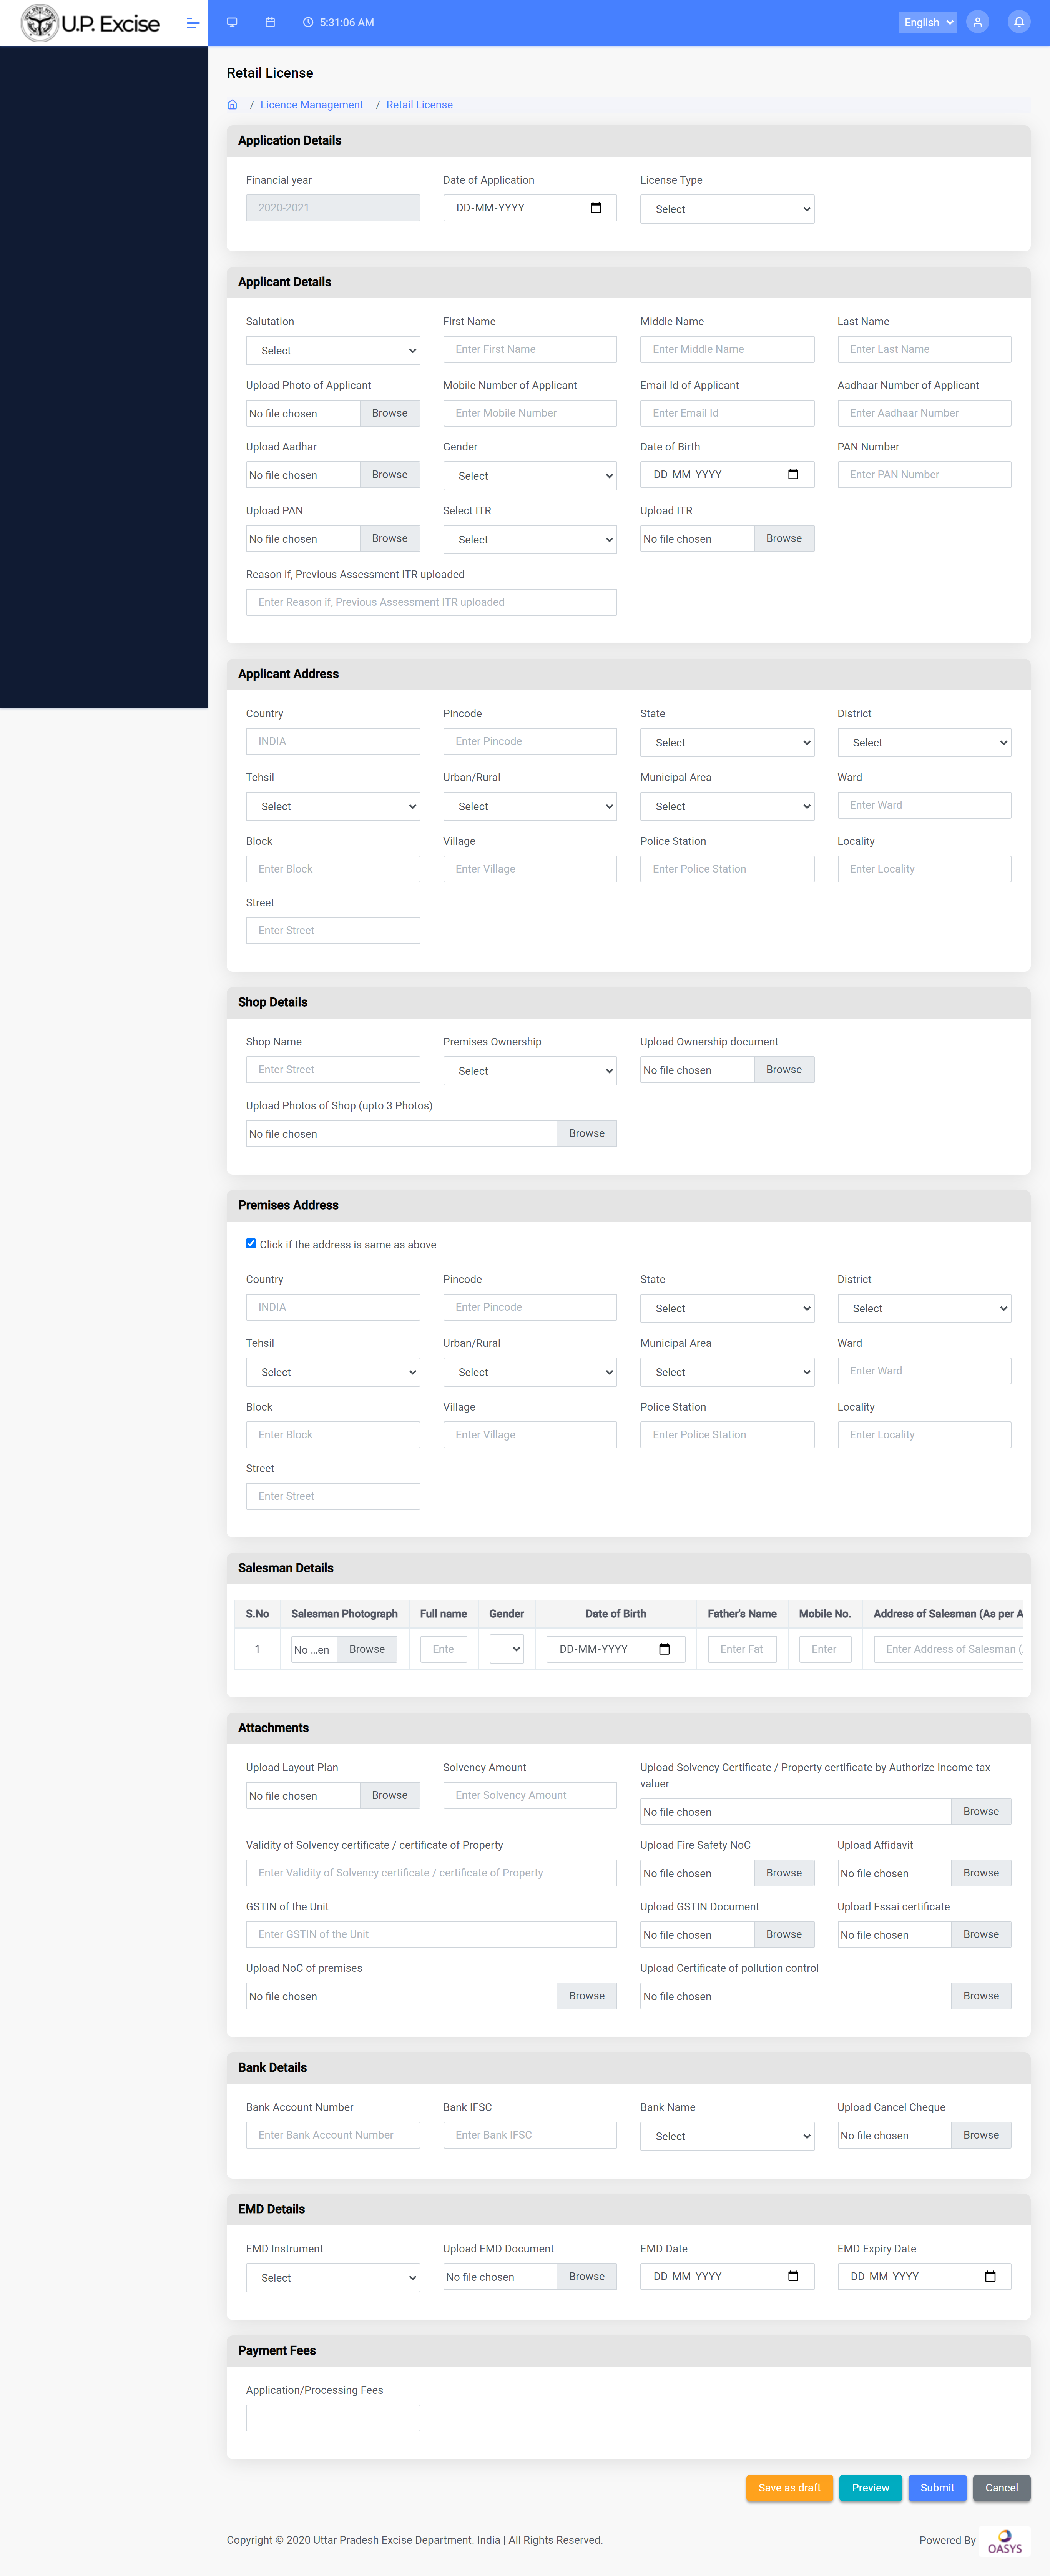 U.P. Excise
5:31:06 AM
English
Retail License
/ Licence Management / Retail License
Application Details
Financial year Date of Application License Type
2020-2021 DD-MM-YYYY Select
Applicant Details
Salutation First Name Middle Name Last Name
Select Enter First Name Enter Middle Name Enter Last Name
Upload Photo of Applicant Mobile Number of Applicant Email Id of Applicant Aadhaar Number of Applicant
No file chosen Browse Enter Mobile Number Enter Email Id Enter Aadhaar Number
Upload Aadhar Gender Date of Birth PAN Number
No file chosen Browse Select DD-MM-YYYY Enter PAN Number
Upload PAN Select ITR Upload ITR
No file chosen Browse Select No file chosen Browse
Reason if, Previous Assessment ITR uploaded
Enter Reason if, Previous Assessment ITR uploaded
Applicant Address
Country Pincode State District
INDIA Enter Pincode Select Select
Tehsil Urban/Rural Municipal Area Ward
Select Select Select Enter Ward
Block Village Police Station Locality
Enter Block Enter Village Enter Police Station Enter Locality
Street
Enter Street
Shop Details
Shop Name Premises Ownership Upload Ownership document
Enter Street Select No file chosen Browse
Upload Photos of Shop (upto 3 Photos)
No file chosen Browse
Premises Address
Click if the address is same as above
Country Pincode State District
INDIA Enter Pincode Select Select
Tehsil Urban/Rural Municipal Area Ward
Select Select Select Enter Ward
Block Village Police Station Locality
Enter Block Enter Village Enter Police Station Enter Locality
Street
Enter Street
Salesman Details
S.No Salesman Photograph Full name Gender Date of Birth Father's Name Mobile No. Address of Salesman (As per A
1 No ...en Browse Ente DD-MM-YYYY Enter Fat Enter Enter Address of Salesman (
Attachments
Upload Layout Plan Solvency Amount Upload Solvency Certificate / Property certificate by Authorize Income tax
valuer
No file chosen Browse Enter Solvency Amount No file chosen Browse
Validity of Solvency certificate / certificate of Property Upload Fire Safety NoC Upload Affidavit
Enter Validity of Solvency certificate / certificate of Property No file chosen Browse No file chosen Browse
GSTIN of the Unit Upload GSTIN Document Upload Fssai certificate
Enter GSTIN of the Unit No file chosen Browse No file chosen Browse
Upload NoC of premises Upload Certificate of pollution control
No file chosen Browse No file chosen Browse
Bank Details
Bank Account Number Bank IFSC Bank Name Upload Cancel Cheque
Enter Bank Account Number Enter Bank IFSC Select No file chosen Browse
EMD Details
EMD Instrument Upload EMD Document EMD Date EMD Expiry Date
Select No file chosen Browse DD-MM-YYYY DD-MM-YYYY
Payment Fees
Application/Processing Fees
Save as draft Preview Submit Cancel
Copyright © 2020 Uttar Pradesh Excise Department. India | All Rights Reserved. Powered By OASYS